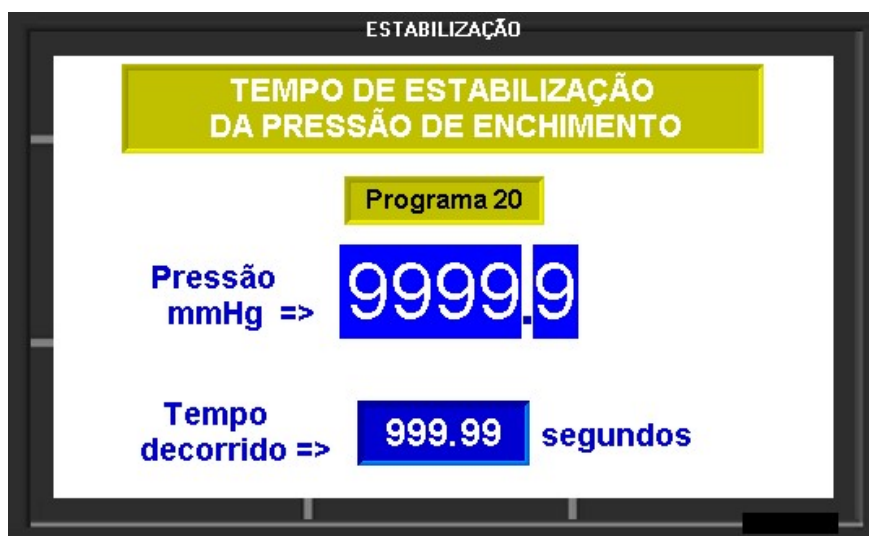 ESTABILIZAÇÃO
TEMPO DE ESTABILIZAÇÃO
DA PRESSÃO DE ENCHIMENTO
Programa 20
Pressão
mmHg => 9999.9
Tempo
decorrido => 999.99 segundos